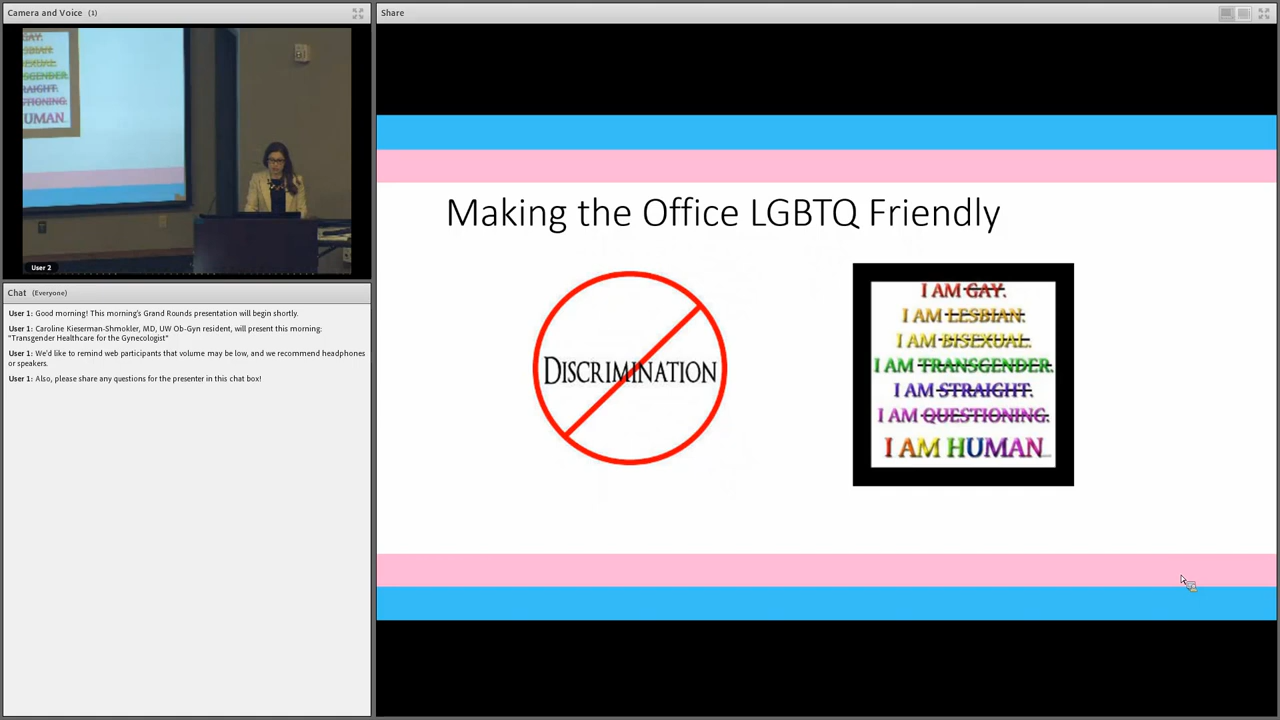 Camera and Voice (1)
GAY.
HUMAN
User 2
Chat (Everyone)
User 1: Good morning! This morning's Grand Rounds presentation will begin shortly.
User 1: Caroline Kieserman-Shmokler, MD, UW Ob-Gyn resident, will present this morning:
"Transgender Healthcare for the Gynecologist"
User 1: We'd like to remind web participants that volume may be low, and we recommend headphones
or speakers.
User 1: Also, please share any questions for the presenter in this chat box!
Share
Making the Office LGBTQ Friendly
DISCRIMINATION
I AM GAY.
I AM LESBIAN.
I AM BISEXUAL.
I AM TRANSGENDER.
I AM STRAIGHT.
I AM QUESTIONING.
I AM HUMAN